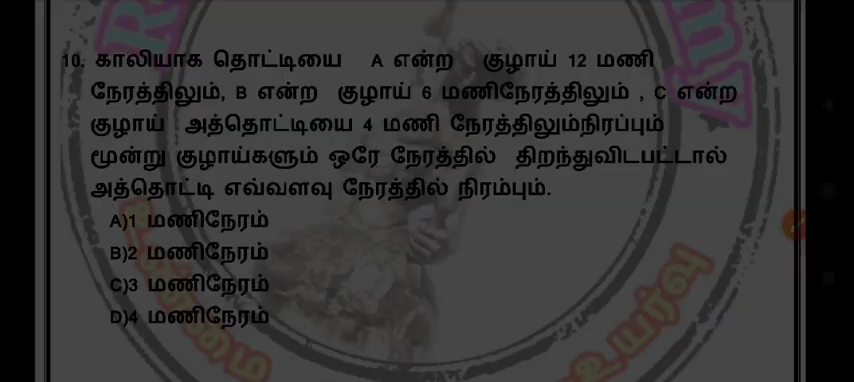 10. காலியாக தொட்டியை A என்ற குழாய் 12 மணி
நேரத்திலும், B என்ற குழாய் 6 மணிநேரத்திலும் , C என்ற
குழாய் அத்தொட்டியை 4 மணி நேரத்திலும்நிரப்பும்
மூன்று குழாய்களும் ஒரே நேரத்தில் திறந்துவிடபட்டால்
அத்தொட்டி எவ்வளவு நேரத்தில் நிரம்பும்.
A)1 மணிநேரம்
B)2 மணிநேரம்
C)3 மணிநேரம்
D)4 மணிநேரம்
உயர்வு